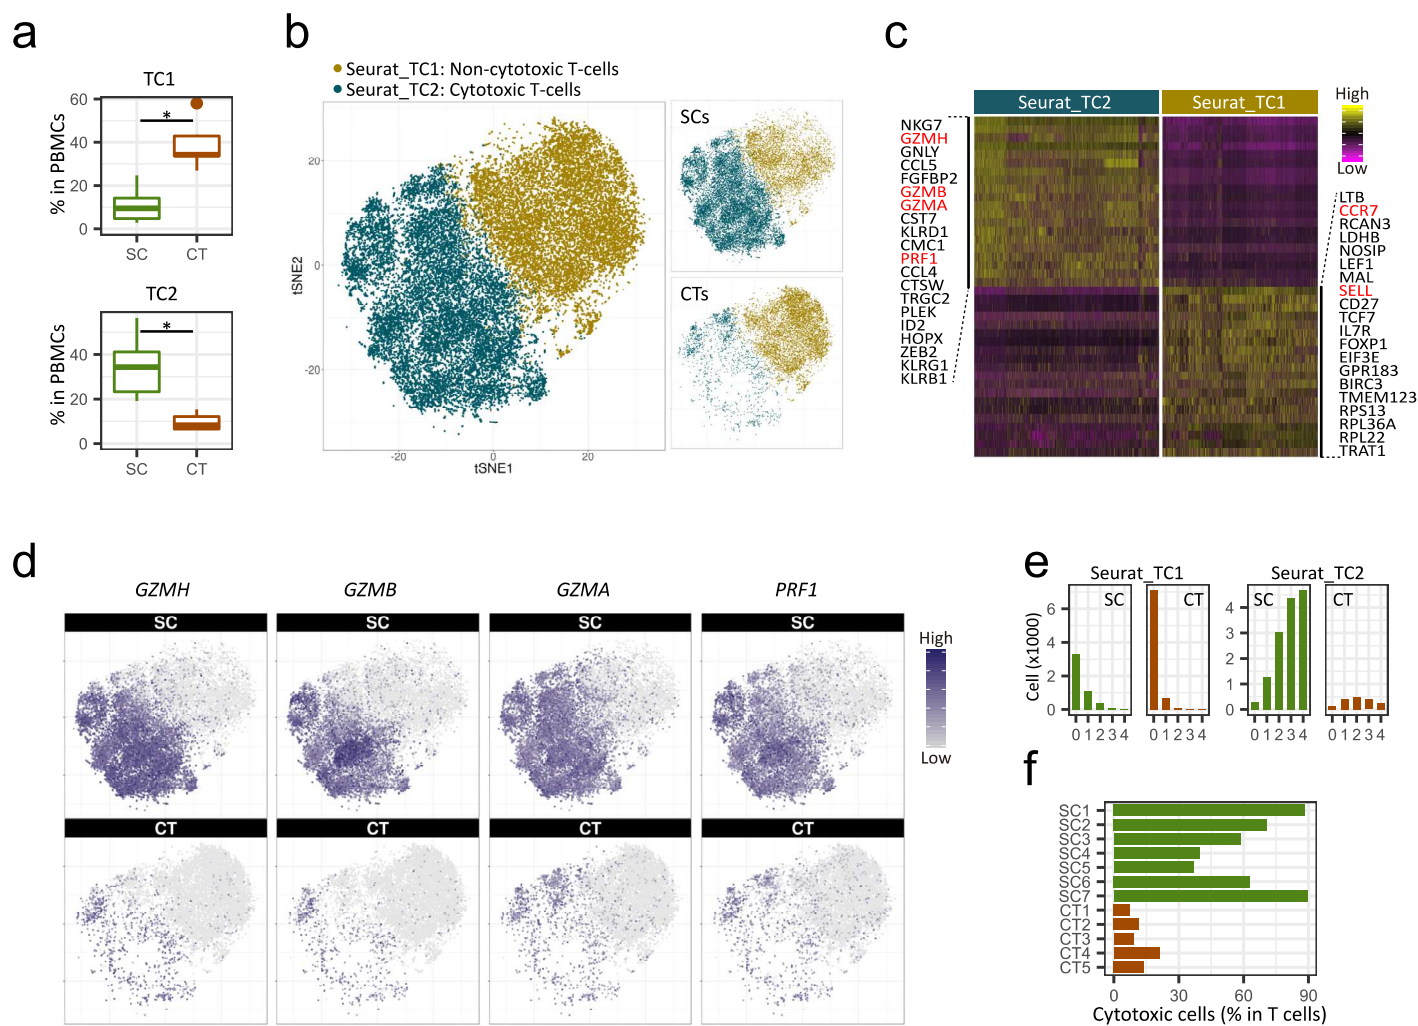 a
TC1
% in PBMCs
60
40
20
0
*
SC
CT
TC2
% in PBMCs
40
20
0
*
SC
CT
b
Seurat_TC1: Non-cytotoxic T-cells
Seurat_TC2: Cytotoxic T-cells
tSNE2
20
0
-20
-20
0
20
tSNE1
SCs
CTs
c
Seurat_TC2
Seurat_TC1
High
Low
NKG7
GZMH
GNLY
CCL5
FGFBP2
GZMB
GZMA
CST7
KLRD1
CMC1
PRF1
CCL4
CTSW
TRGC2
PLEK
ID2
HOPX
ZEB2
KLRG1
KLRB1
LTB
CCR7
RCAN3
LDHB
NOSIP
LEF1
MAL
SELL
CD27
TCF7
IL7R
FOXP1
EIF3E
GPR183
BIRC3
TMEM123
RPS13
RPL36A
RPL22
TRAT1
d
GZMH
GZMB
GZMA
PRF1
SC
SC
SC
SC
CT
CT
CT
CT
High
Low
e
Seurat_TC1
Seurat_TC2
Cell (x1000)
6
4
2
0
SC
CT
0 1 2 3 4
0 1 2 3 4
4
3
2
1
0
SC
CT
0 1 2 3 4
0 1 2 3 4
f
SC1
SC2
SC3
SC4
SC5
SC6
SC7
CT1
CT2
CT3
CT4
CT5
0
30
60
90
Cytotoxic cells (% in T cells)